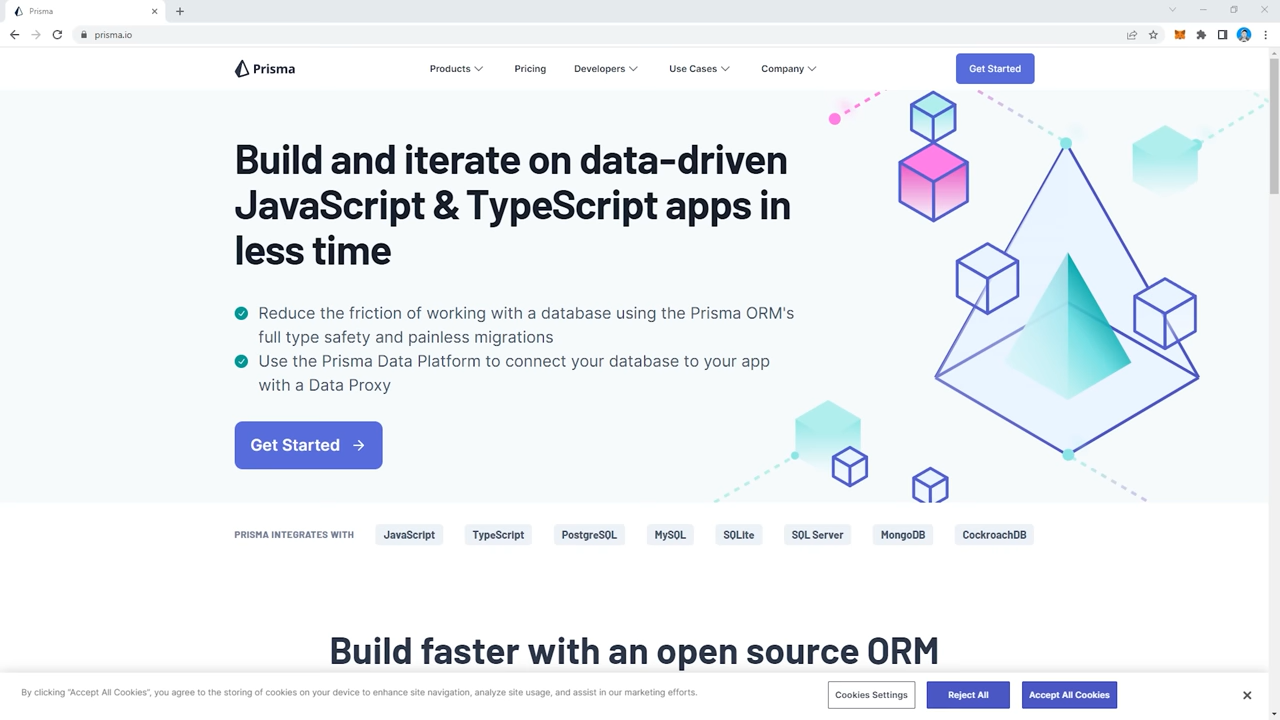 Prisma
prisma.io
Prisma
Products
Pricing
Developers
Use Cases
Company
Get Started
Build and iterate on data-driven
JavaScript & TypeScript apps in
less time
Reduce the friction of working with a database using the Prisma ORM's
full type safety and painless migrations
Use the Prisma Data Platform to connect your database to your app
with a Data Proxy
Get Started
PRISMA INTEGRATES WITH
JavaScript
TypeScript
PostgreSQL
MySQL
SQLite
SQL Server
MongoDB
CockroachDB
Build faster with an open source ORM
By clicking “Accept All Cookies”, you agree to the storing of cookies on your device to enhance site navigation, analyze site usage, and assist in our marketing efforts.
Cookies Settings
Reject All
Accept All Cookies